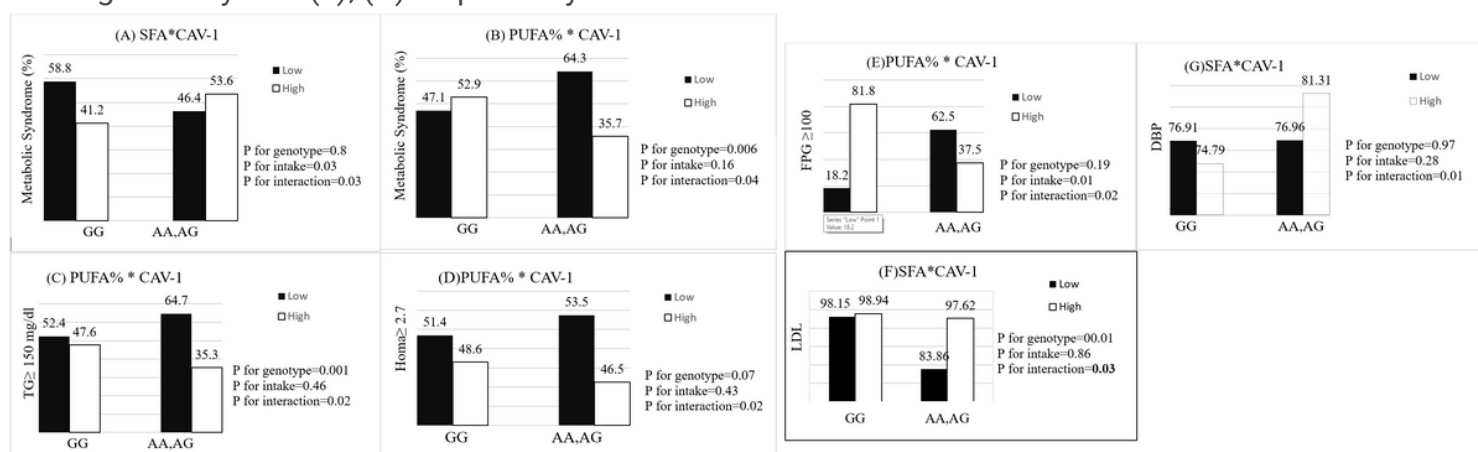 (A) SFA*CAV-1
Metabolic Syndrome (%)
58.8
41.2
46.4
53.6
Low
High
P for genotype=0.8
P for intake=0.03
P for interaction=0.03
GG
AA,AG
(B) PUFA% * CAV-1
Metabolic Syndrome (%)
47.1
52.9
64.3
35.7
Low
High
P for genotype=0.006
P for intake=0.16
P for interaction=0.04
GG
AA,AG
(C) PUFA% * CAV-1
TG≥ 150 mg/dl
52.4
47.6
64.7
35.3
Low
High
P for genotype=0.001
P for intake=0.46
P for interaction=0.02
GG
AA,AG
(D)PUFA% * CAV-1
Homa≥ 2.7
51.4
48.6
53.5
46.5
Low
High
P for genotype=0.07
P for intake=0.43
P for interaction=0.02
GG
AA,AG
(E)PUFA% * CAV-1
FPG ≥100
18.2
81.8
62.5
37.5
Low
High
P for genotype=0.19
P for intake=0.01
P for interaction=0.02
Series "Low" Point 1
Value: 18.2
AA,AG
(F)SFA*CAV-1
LDL
98.15
98.94
83.86
97.62
Low
High
P for genotype=00.01
P for intake=0.86
P for interaction=0.03
GG
AA,AG
(G)SFA*CAV-1
DBP
76.91
74.79
76.96
81.31
Low
High
P for genotype=0.97
P for intake=0.28
P for interaction=0.01
GG
AA,AG